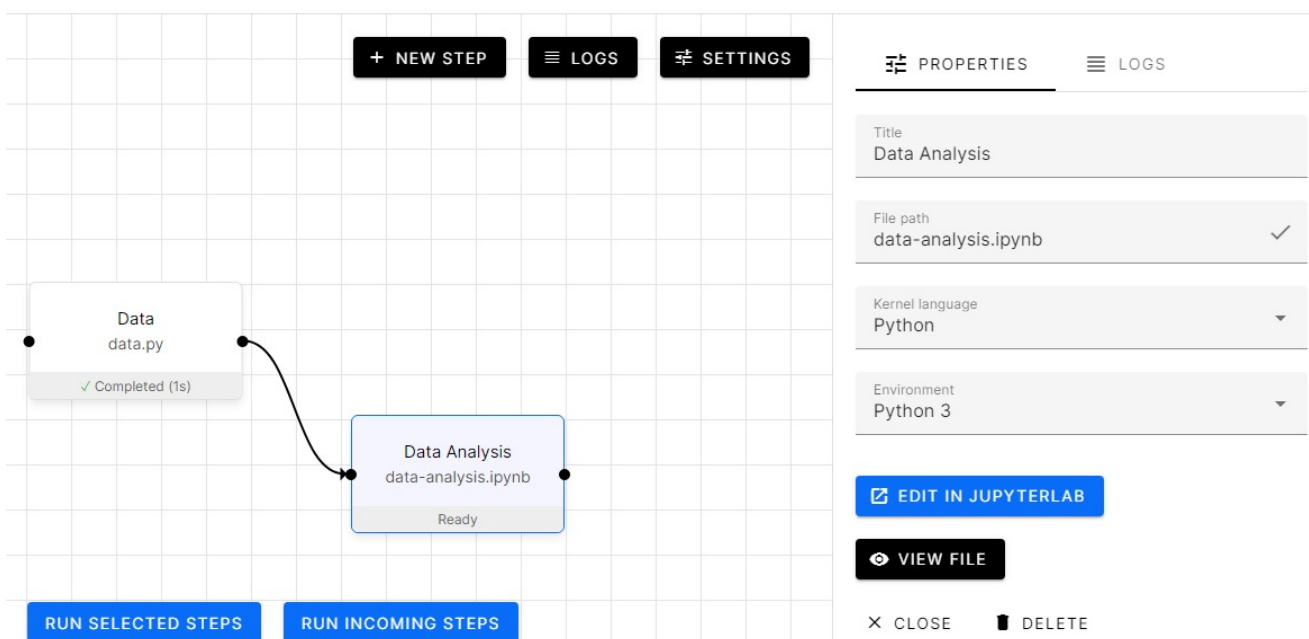 + NEW STEP
LOGS
SETTINGS
Data
data.py
✓ Completed (1s)
Data Analysis
data-analysis.ipynb
Ready
RUN SELECTED STEPS
RUN INCOMING STEPS
PROPERTIES
LOGS
Title
Data Analysis
File path
data-analysis.ipynb
Kernel language
Python
Environment
Python 3
EDIT IN JUPYTERLAB
VIEW FILE
CLOSE
DELETE